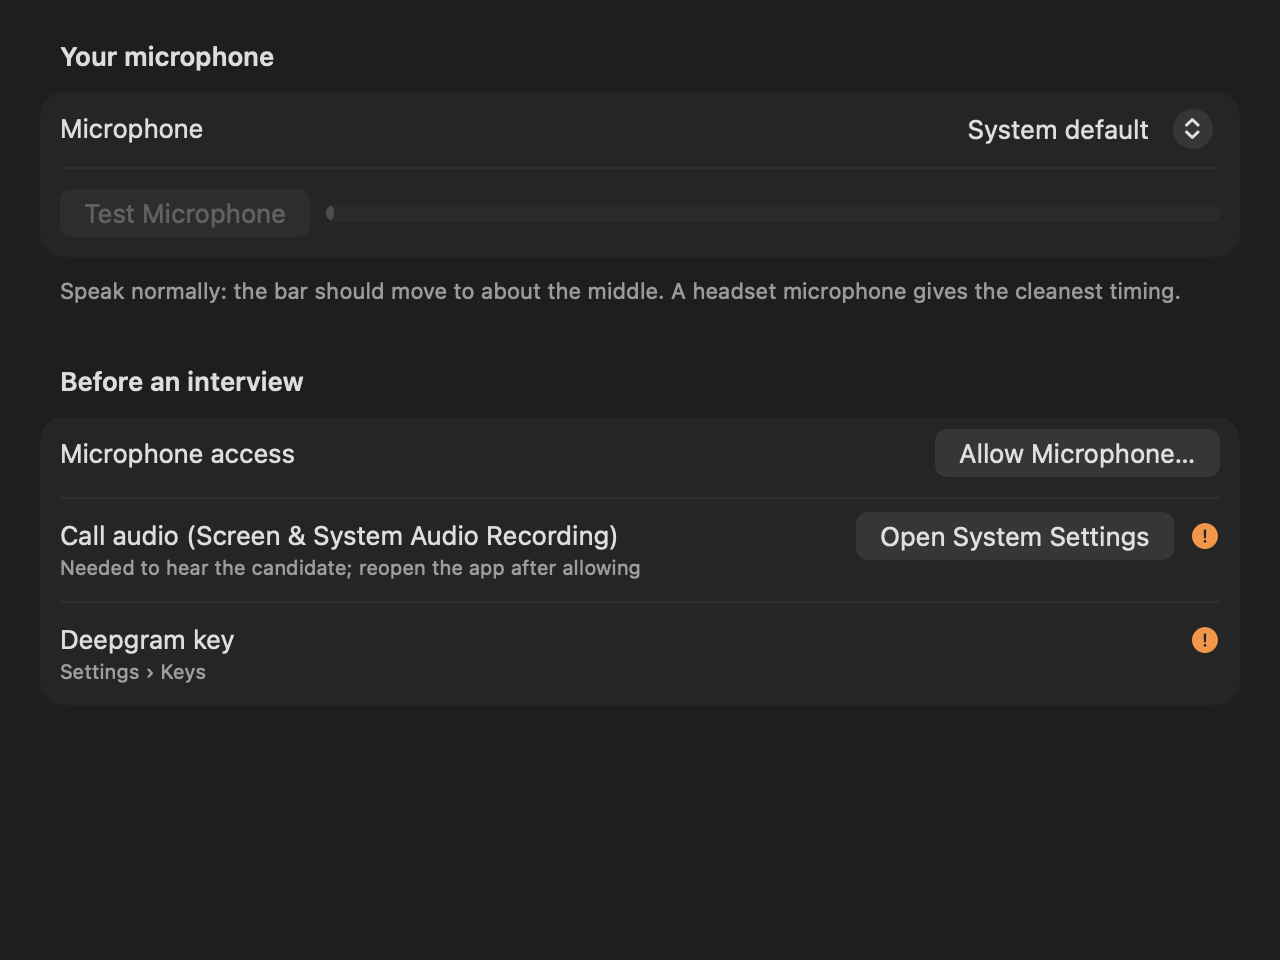 Your microphone
Microphone
System default
Test Microphone
Speak normally: the bar should move to about the middle. A headset microphone gives the cleanest timing.
Before an interview
Microphone access
Allow Microphone...
Call audio (Screen & System Audio Recording)
Open System Settings
!
Needed to hear the candidate; reopen the app after allowing
Deepgram key
!
Settings › Keys